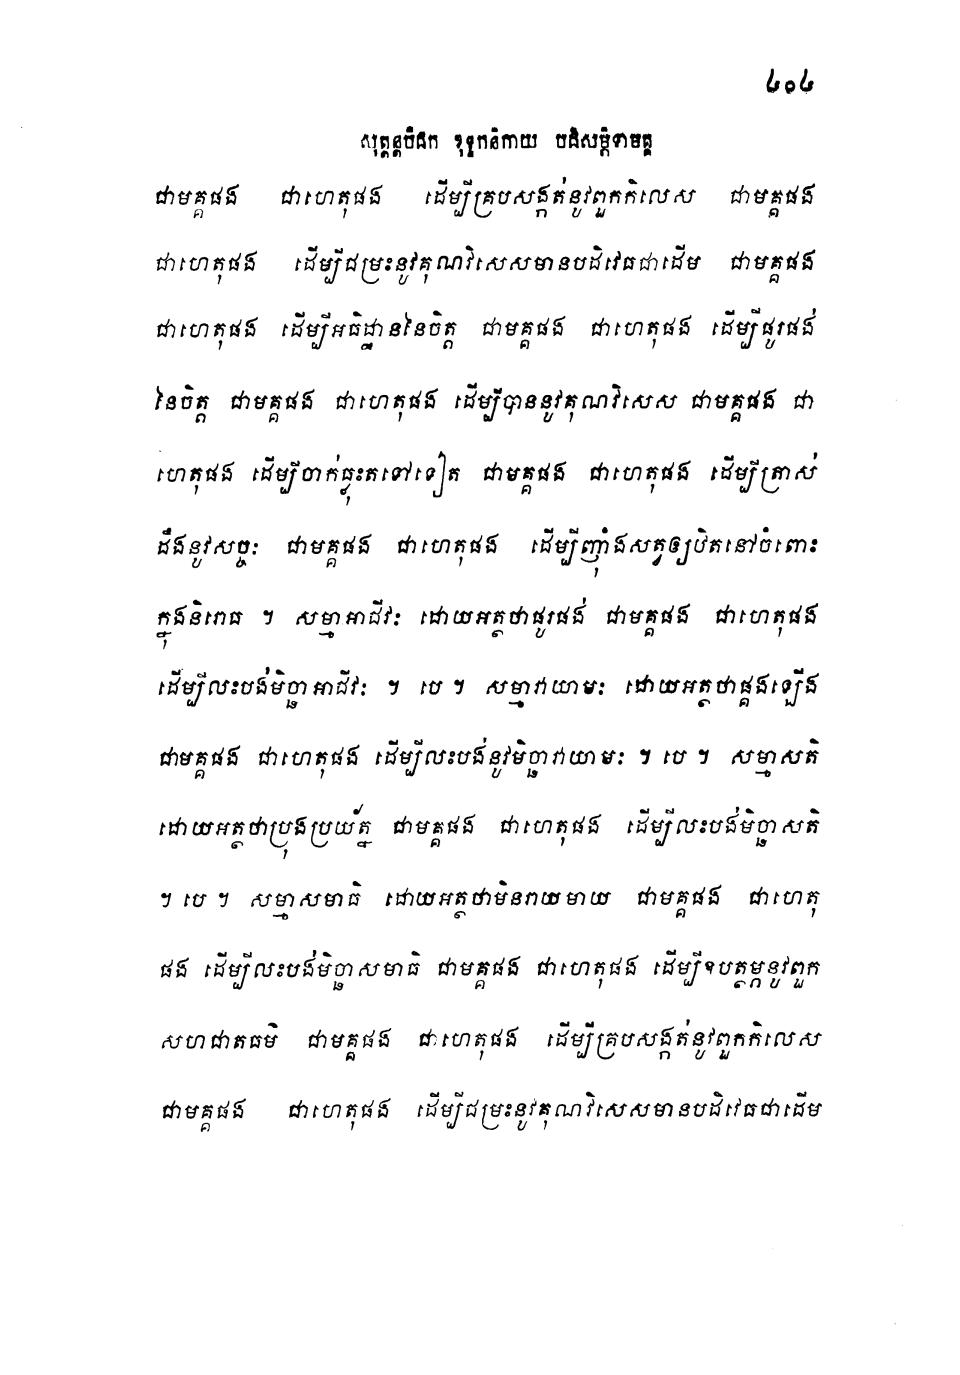 ៤០៤
សុត្តន្តបិដក ខុទ្ទកនិកាយ បដិសម្ភិទាមគ្គ
ជាមគ្គផង ជាហេតុផង ដើម្បីគ្របសង្កត់នូវពួកកិលេស ជាមគ្គផង
ជាហេតុផង ដើម្បីជម្រះនូវគុណវិសេសមានបដិវេធជាដើម ជាមគ្គផង
ជាហេតុផង ដើម្បីអធិដ្ឋាននៃចិត្ត ជាមគ្គផង ជាហេតុផង ដើម្បីផូរផង់
នៃចិត្ត ជាមគ្គផង ជាហេតុផង ដើម្បីបាននូវគុណវិសេស ជាមគ្គផង ជា
ហេតុផង ដើម្បីចាក់ធ្លុះតទៅទៀត ជាមគ្គផង ជាហេតុផង ដើម្បីត្រាស់
ដឹងនូវសច្ចៈ ជាមគ្គផង ជាហេតុផង ដើម្បីញ៉ាំងសត្វឲ្យឋិតនៅចំពោះ
ក្នុងនិរោធ ។ សម្មាអាជីវៈ ដោយអត្ថថាផូរផង់ ជាមគ្គផង ជាហេតុផង
ដើម្បីលះបង់មិច្ឆាអាជីវៈ ។ បេ ។ សម្មាវាយាមៈ ដោយអត្ថថាផ្គងឡើង
ជាមគ្គផង ជាហេតុផង ដើម្បីលះបង់នូវមិច្ឆាវាយាមៈ ។ បេ ។ សម្មាសតិ
ដោយអត្ថថាប្រុងប្រយ័ត្ន ជាមគ្គផង ជាហេតុផង ដើម្បីលះបង់មិច្ឆាសតិ
។ បេ ។ សម្មាសមាធិ ដោយអត្ថថាមិនរាយមាយ ជាមគ្គផង ជាហេតុ
ផង ដើម្បីលះបង់មិច្ឆាសមាធិ ជាមគ្គផង ជាហេតុផង ដើម្បីឧបត្ថម្ភនូវពួក
សហជាតធម៌ ជាមគ្គផង ជាហេតុផង ដើម្បីគ្របសង្កត់នូវពួកកិលេស
ជាមគ្គផង ជាហេតុផង ដើម្បីជម្រះនូវគុណវិសេសមានបដិវេធជាដើម